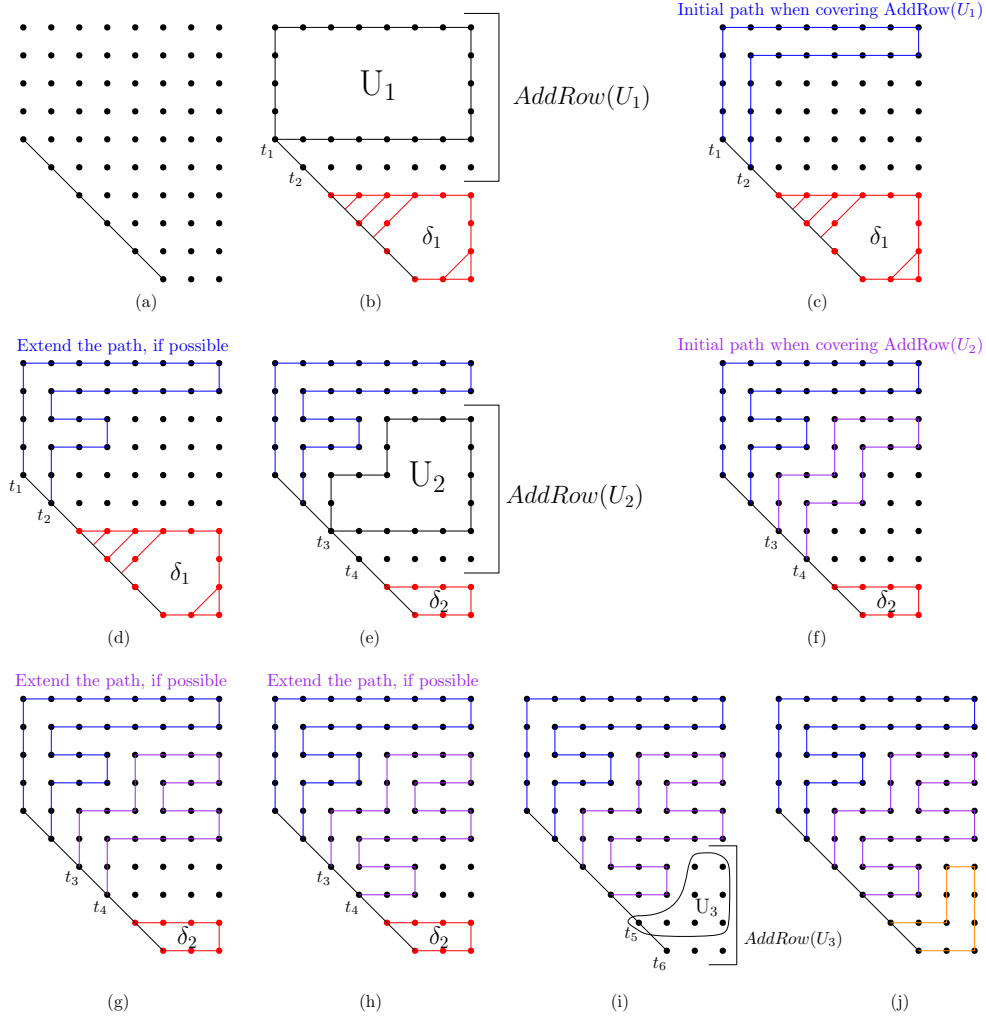 Initial path when covering AddRow(U₁)
U₁
AddRow(U₁)
t₁
t₂
δ₁
t₁
t₂
δ₁
(a)
(b)
(c)
Extend the path, if possible
Initial path when covering AddRow(U₂)
t₁
t₂
δ₁
U₂
AddRow(U₂)
t₃
t₄
δ₂
t₃
t₄
δ₂
(d)
(e)
(f)
Extend the path, if possible
Extend the path, if possible
t₃
t₄
δ₂
t₃
t₄
δ₂
U₃
t₅
t₆
AddRow(U₃)
(g)
(h)
(i)
(j)